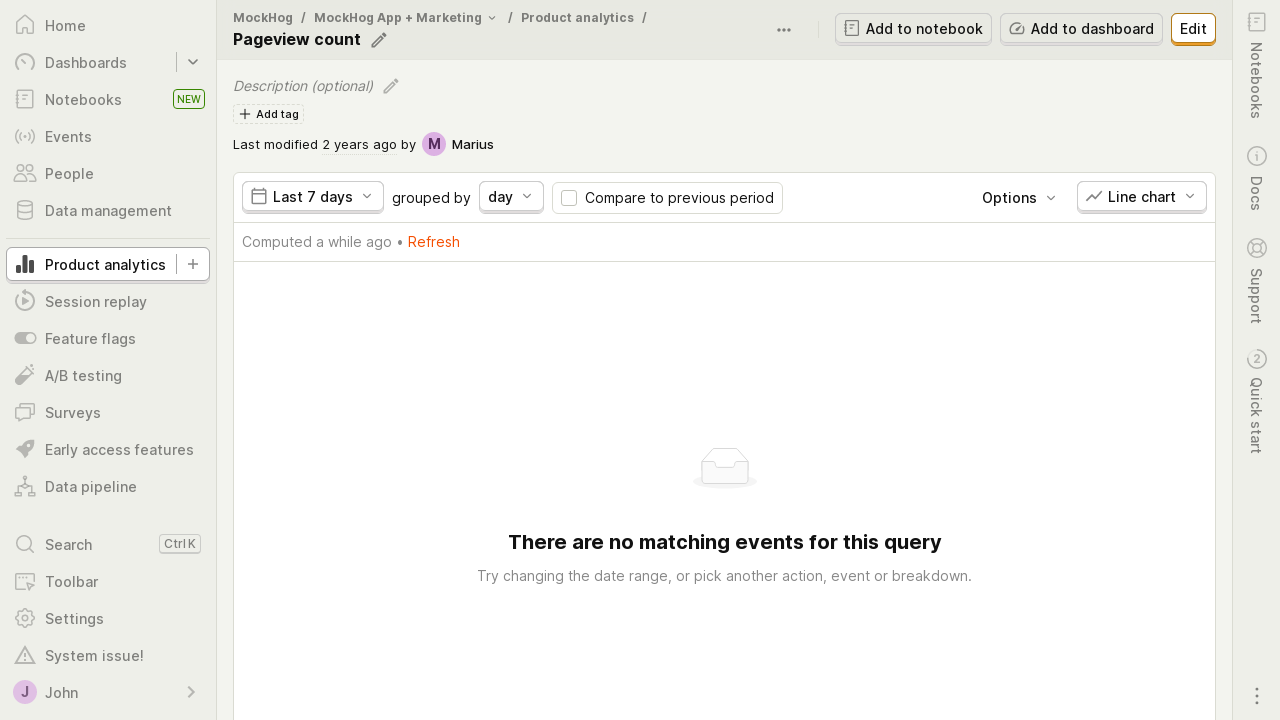 Home
Dashboards
Notebooks NEW
Events
People
Data management
Product analytics
Session replay
Feature flags
A/B testing
Surveys
Early access features
Data pipeline
Search Ctrl K
Toolbar
Settings
System issue!
J John
MockHog / MockHog App + Marketing / Product analytics /
Pageview count
Add to notebook
Add to dashboard
Edit
Description (optional)
Add tag
Last modified 2 years ago by M Marius
Last 7 days grouped by day Compare to previous period Options Line chart
Computed a while ago • Refresh
There are no matching events for this query
Try changing the date range, or pick another action, event or breakdown.
Notebooks
Docs
Support
2 Quick start